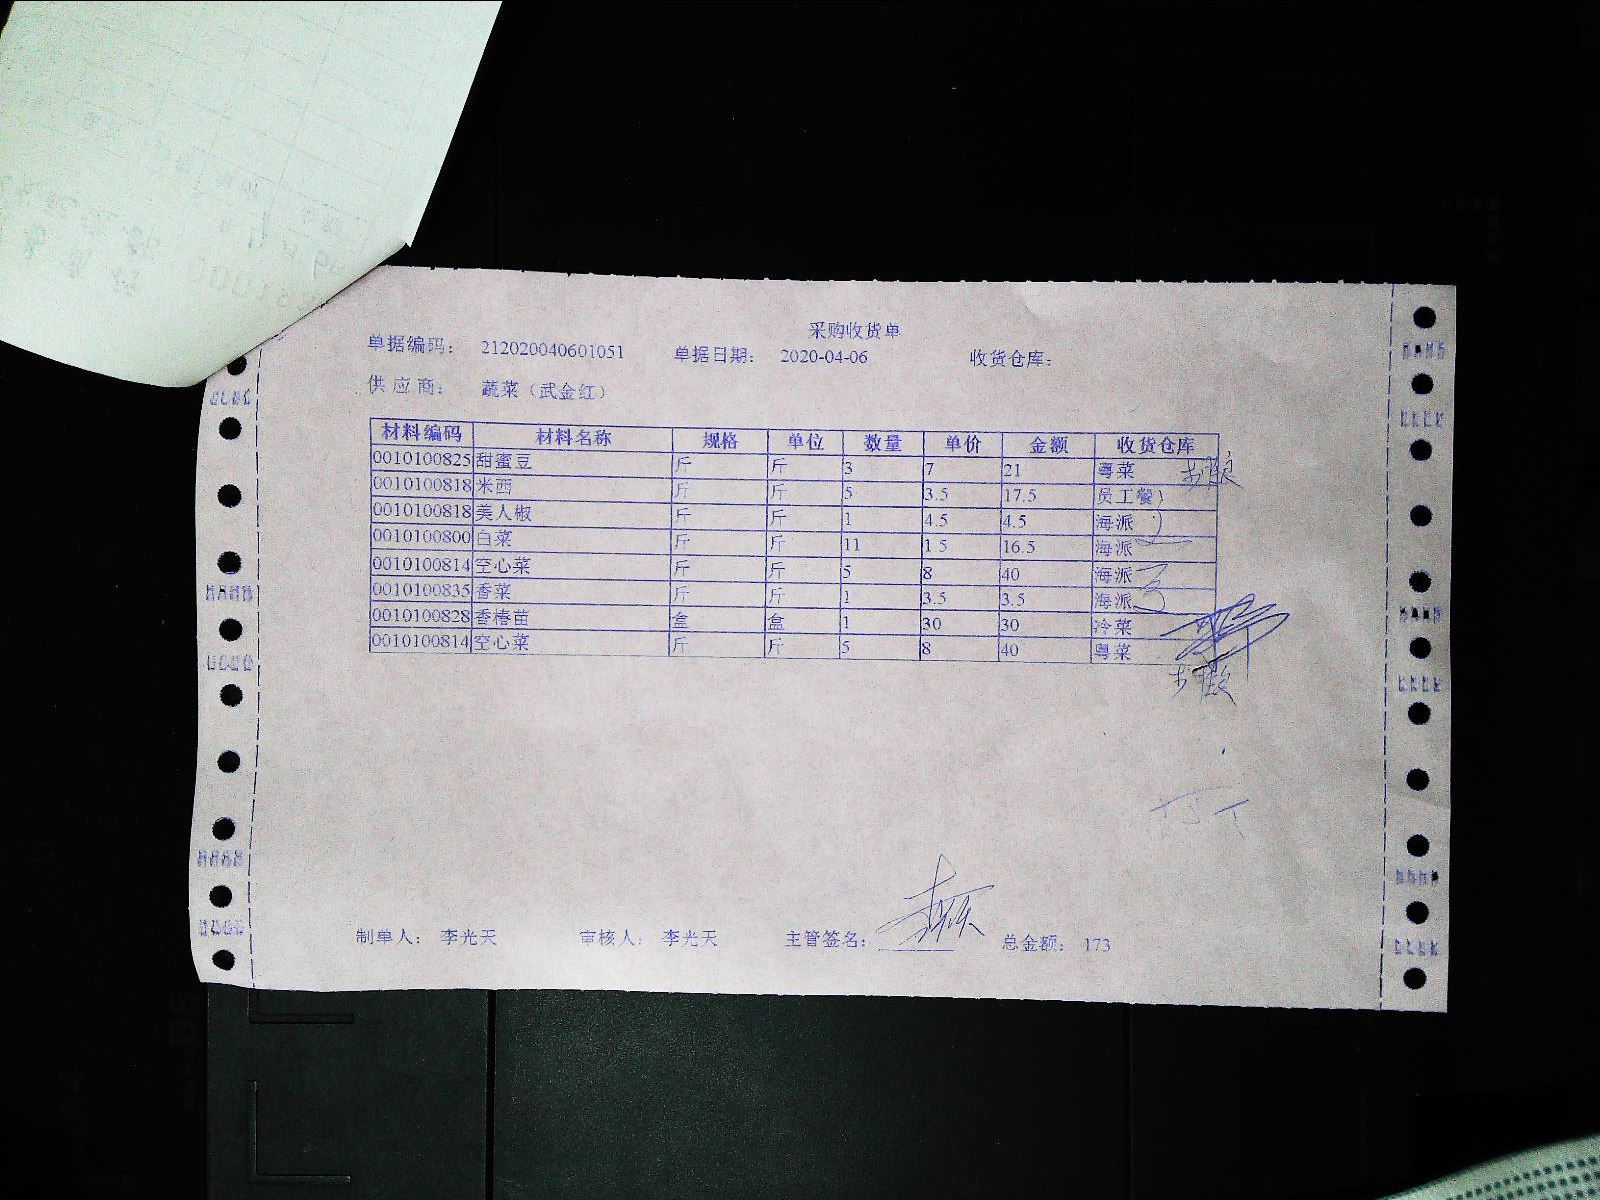 采购收货单
单据编码： 212020040601051 单据日期： 2020-04-06 收货仓库：
供 应 商： 蔬菜（武金红）
材料编码 材料名称 规格 单位 数量 单价 金额 收货仓库
0010100825 甜蜜豆 斤 斤 3 7 21 粤菜
0010100818 米西 斤 斤 5 3.5 17.5 员工餐
0010100818 美人椒 斤 斤 1 4.5 4.5 海派
0010100800 白菜 斤 斤 11 1 5 16.5 海派
0010100814 空心菜 斤 斤 5 8 40 海派
0010100835 香菜 斤 斤 1 3.5 3.5 海派
0010100828 香椿苗 盒 盒 1 30 30 冷菜
0010100814 空心菜 斤 斤 5 8 40 粤菜
制单人： 李光天 审核人： 李光天 主管签名： 总金额： 173